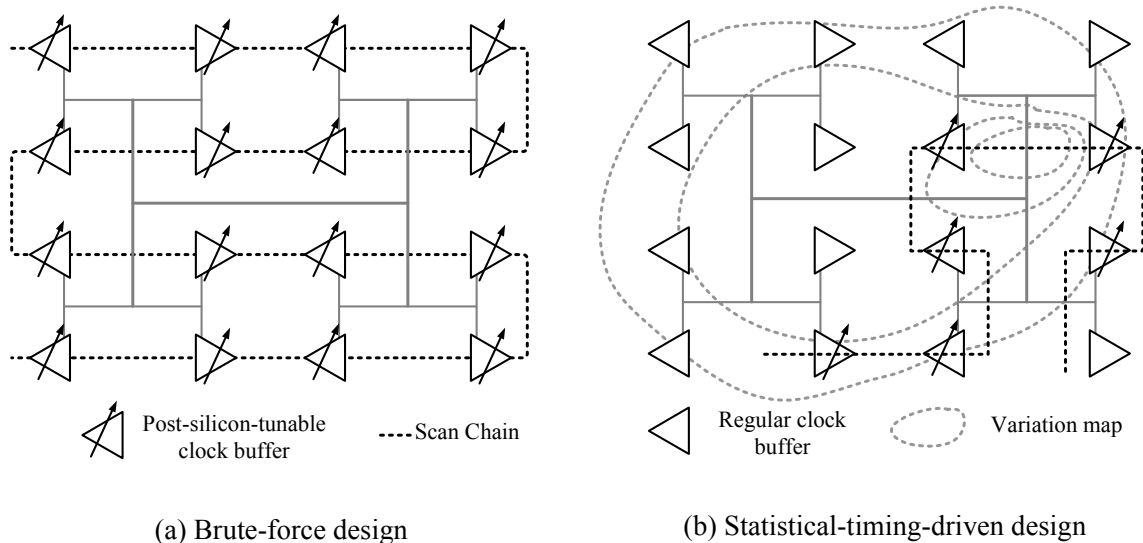 Post-silicon-tunable
clock buffer
Scan Chain
Regular clock
buffer
Variation map
(a) Brute-force design
(b) Statistical-timing-driven design